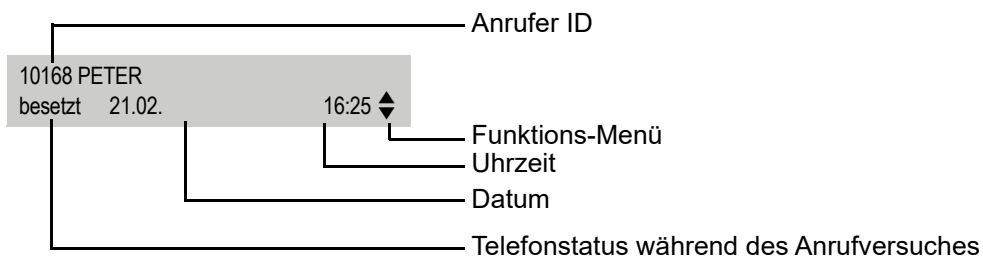 Anrufer ID
10168 PETER
besetzt 21.02. 16:25
Funktions-Menü
Uhrzeit
Datum
Telefonstatus während des Anrufversuches